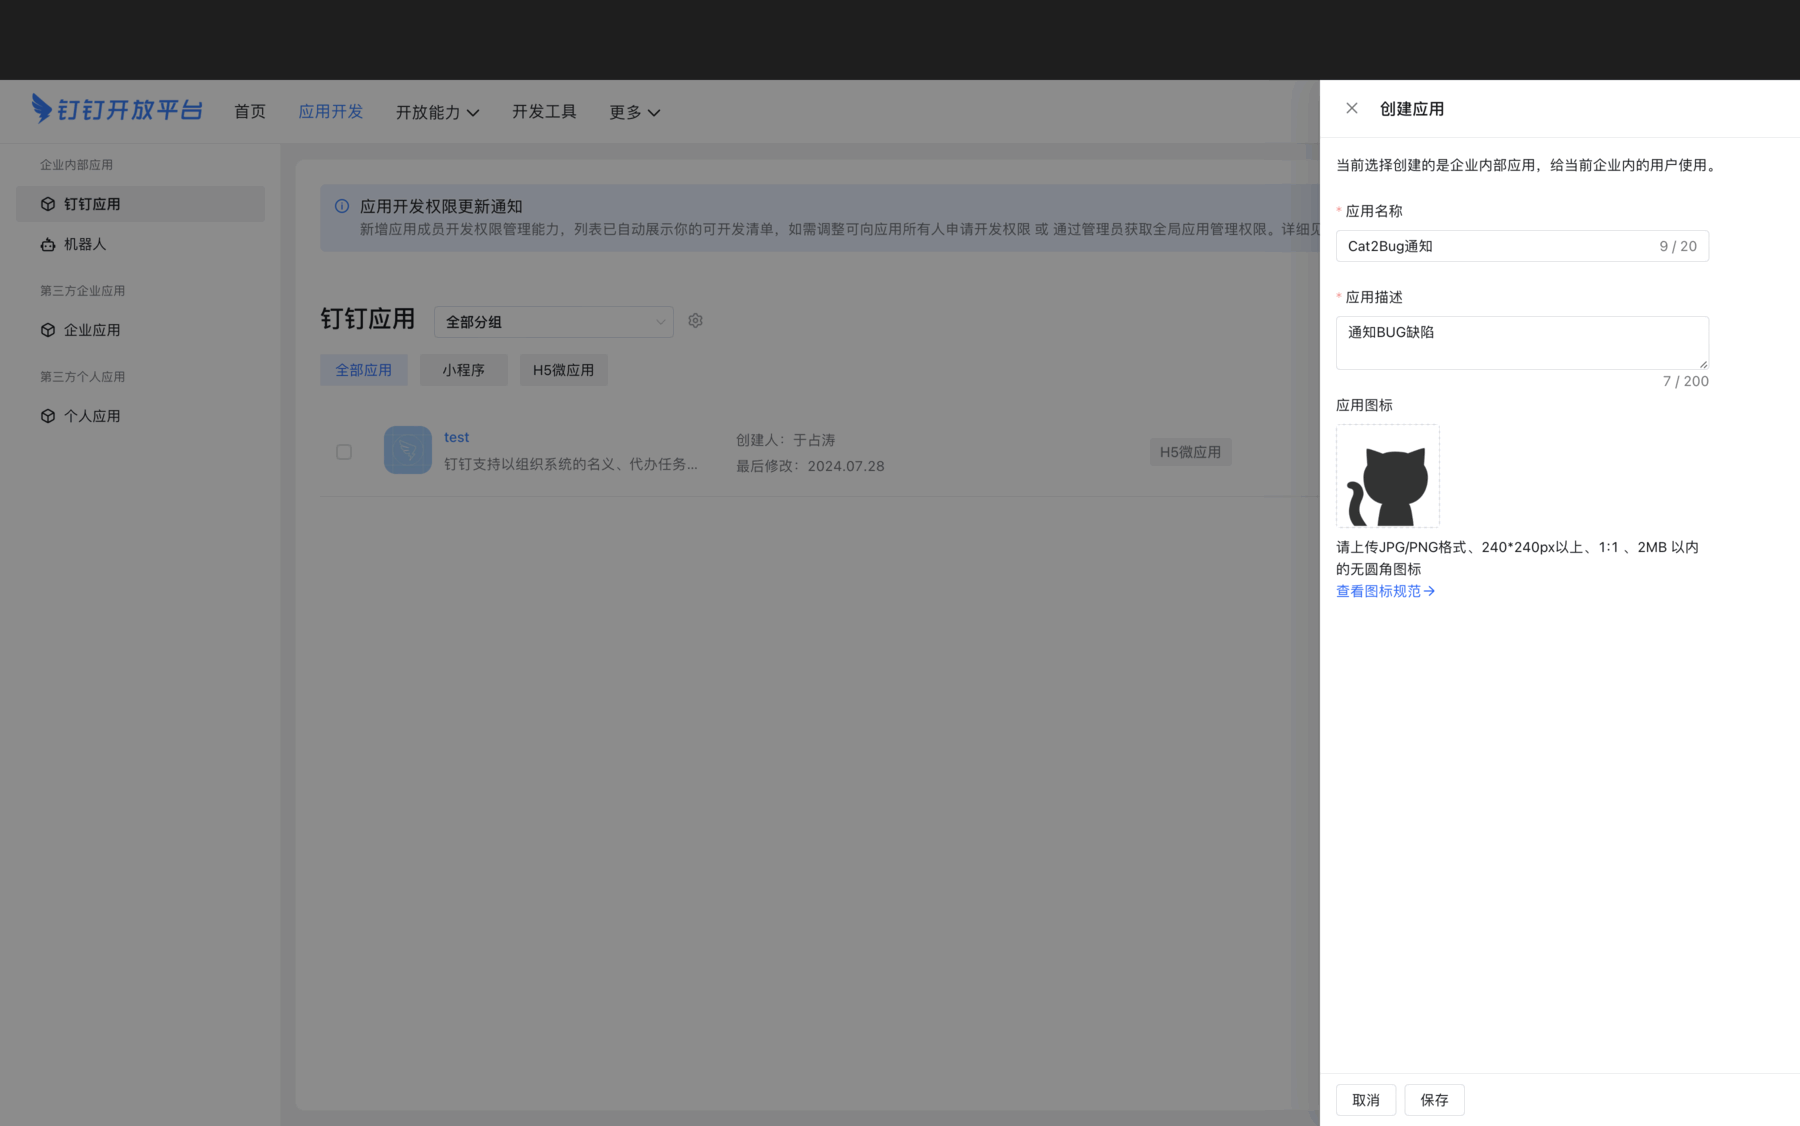 钉钉开放平台
首页
应用开发
开放能力
开发工具
更多
企业内部应用
钉钉应用
机器人
第三方企业应用
企业应用
第三方个人应用
个人应用
应用开发权限更新通知
新增应用成员开发权限管理能力，列表已自动展示你的可开发清单，如需调整可向应用所有人申请开发权限 或 通过管理员获取全局应用管理权限。详细见
钉钉应用
全部分组
全部应用
小程序
H5微应用
test
钉钉支持以组织系统的名义、代办任务...
创建人：于占涛
最后修改：2024.07.28
H5微应用
创建应用
当前选择创建的是企业内部应用，给当前企业内的用户使用。
* 应用名称
Cat2Bug通知
9 / 20
* 应用描述
通知BUG缺陷
7 / 200
应用图标
请上传JPG/PNG格式、240*240px以上、1:1 、2MB 以内
的无圆角图标
查看图标规范→
取消
保存